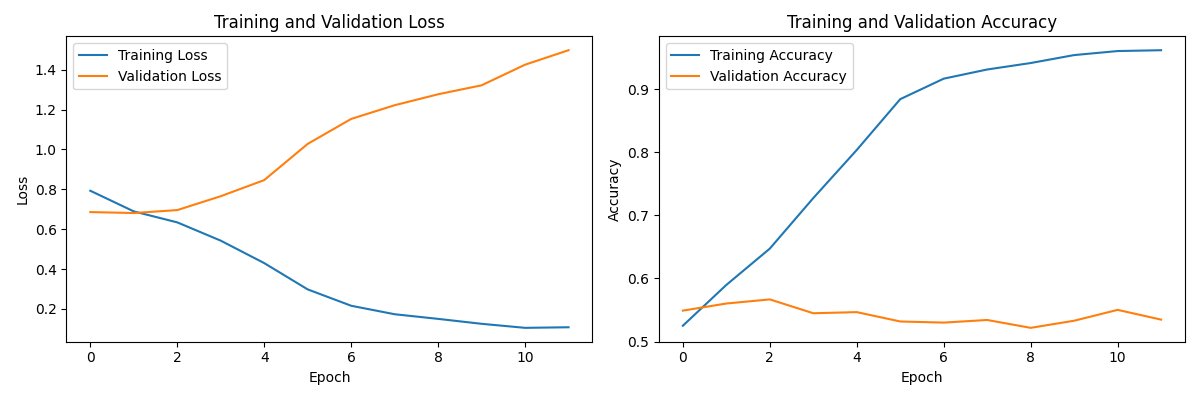 Training and Validation Loss
Training Loss
Validation Loss
1.4
1.2
1.0
0.8
0.6
0.4
0.2
Loss
0 2 4 6 8 10
Epoch
Training and Validation Accuracy
Training Accuracy
Validation Accuracy
0.9
0.8
0.7
0.6
0.5
Accuracy
0 2 4 6 8 10
Epoch